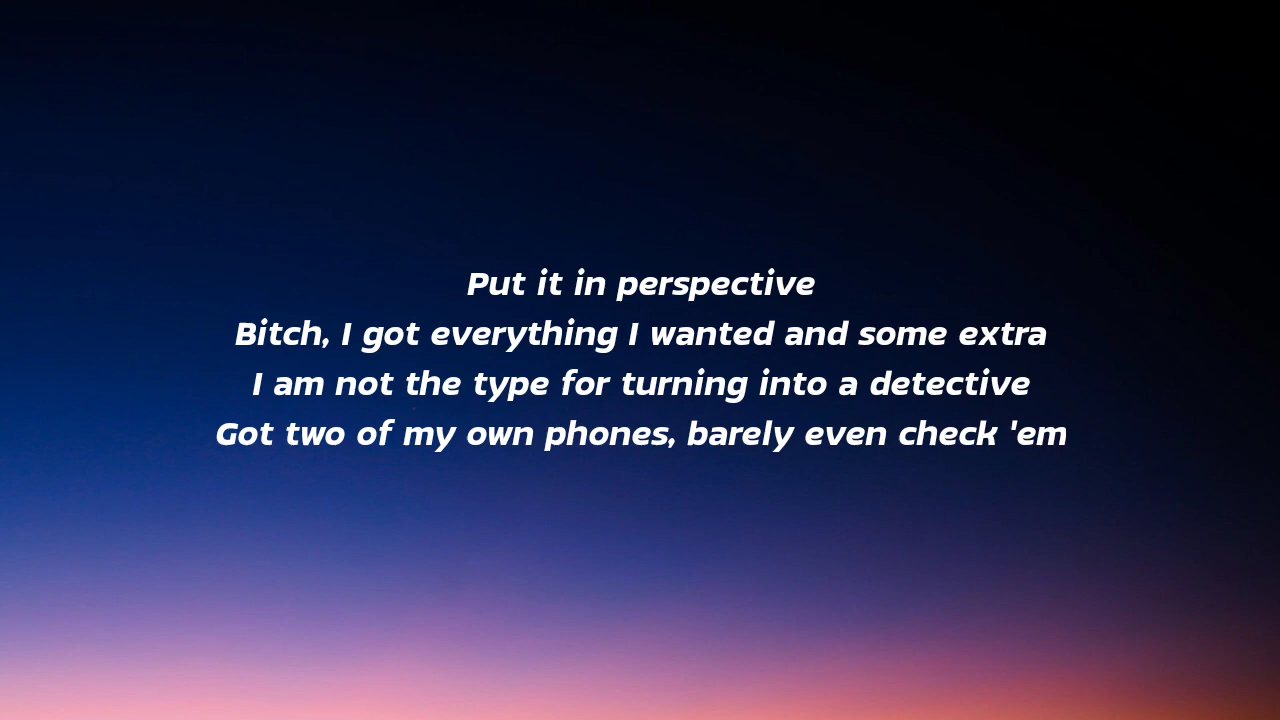 Put it in perspective
Bitch, I got everything I wanted and some extra
I am not the type for turning into a detective
Got two of my own phones, barely even check 'em